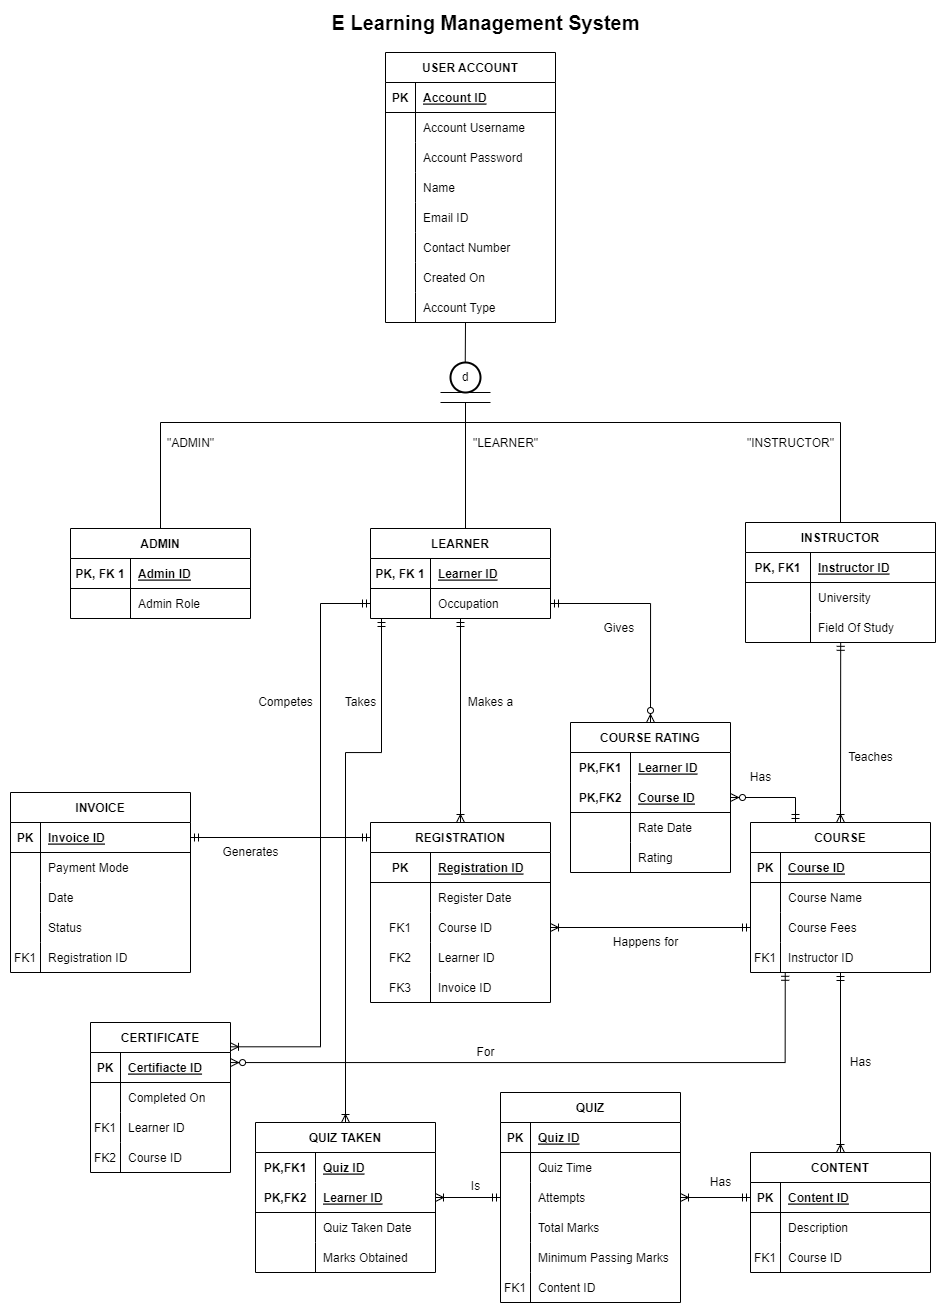 E Learning Management System
USER ACCOUNT
PK Account ID
Account Username
Account Password
Name
Email ID
Contact Number
Created On
Account Type
d
"ADMIN"
"LEARNER"
"INSTRUCTOR"
ADMIN
PK, FK 1 Admin ID
Admin Role
LEARNER
PK, FK 1 Learner ID
Occupation
INSTRUCTOR
PK, FK1 Instructor ID
University
Field Of Study
Gives
Competes
Takes
Makes a
Teaches
COURSE RATING
PK,FK1 Learner ID
PK,FK2 Course ID
Rate Date
Rating
Has
INVOICE
PK Invoice ID
Payment Mode
Date
Status
FK1 Registration ID
Generates
REGISTRATION
PK Registration ID
Register Date
FK1 Course ID
FK2 Learner ID
FK3 Invoice ID
Happens for
COURSE
PK Course ID
Course Name
Course Fees
FK1 Instructor ID
CERTIFICATE
PK Certifiacte ID
Completed On
FK1 Learner ID
FK2 Course ID
For
Has
QUIZ TAKEN
PK,FK1 Quiz ID
PK,FK2 Learner ID
Quiz Taken Date
Marks Obtained
Is
QUIZ
PK Quiz ID
Quiz Time
Attempts
Total Marks
Minimum Passing Marks
FK1 Content ID
Has
CONTENT
PK Content ID
Description
FK1 Course ID